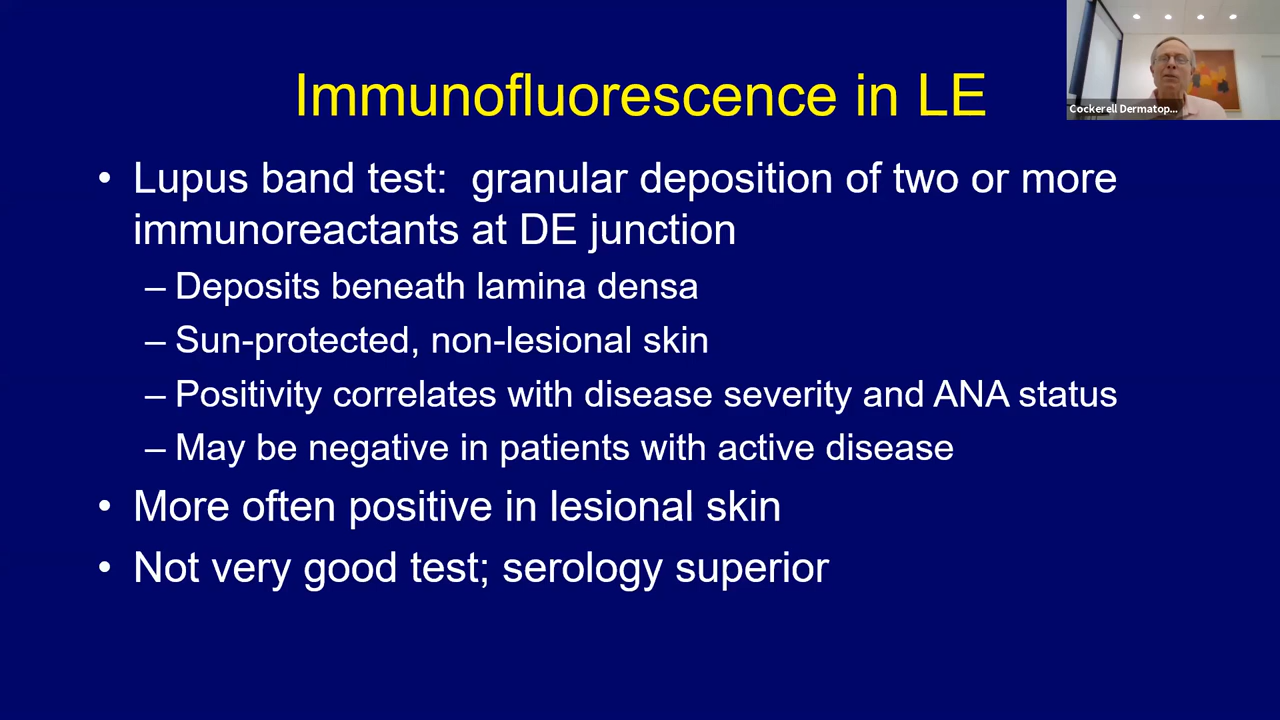 Cockerell Dermatop...
Immunofluorescence in LE
• Lupus band test: granular deposition of two or more
immunoreactants at DE junction
– Deposits beneath lamina densa
– Sun-protected, non-lesional skin
– Positivity correlates with disease severity and ANA status
– May be negative in patients with active disease
• More often positive in lesional skin
• Not very good test; serology superior